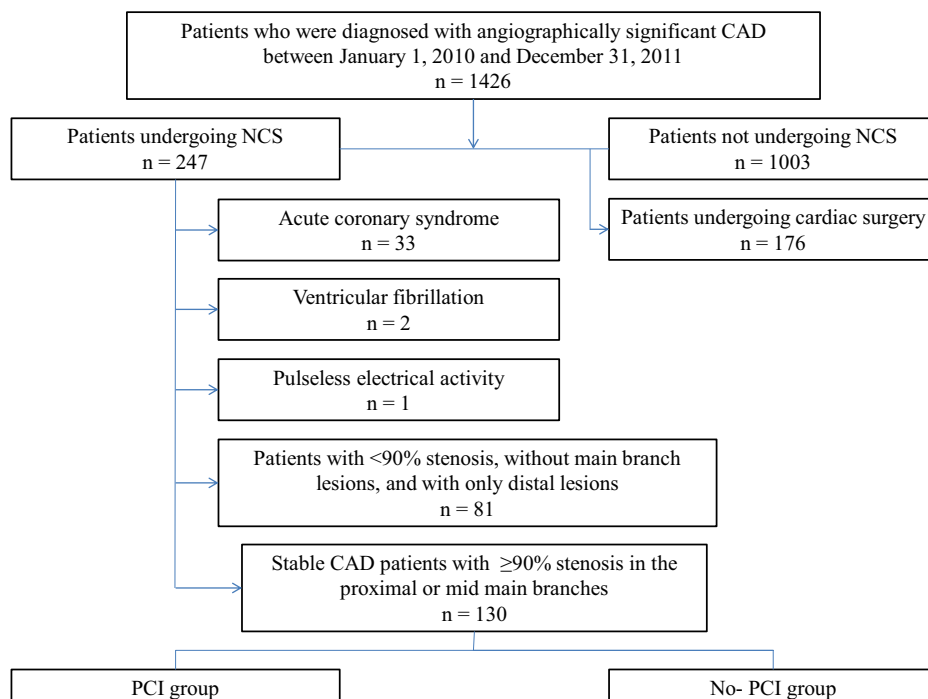 Patients who were diagnosed with angiographically significant CAD
between January 1, 2010 and December 31, 2011
n = 1426
Patients undergoing NCS
n = 247
Patients not undergoing NCS
n = 1003
Patients undergoing cardiac surgery
n = 176
Acute coronary syndrome
n = 33
Ventricular fibrillation
n = 2
Pulseless electrical activity
n = 1
Patients with <90% stenosis, without main branch
lesions, and with only distal lesions
n = 81
Stable CAD patients with ≥90% stenosis in the
proximal or mid main branches
n = 130
PCI group
No- PCI group